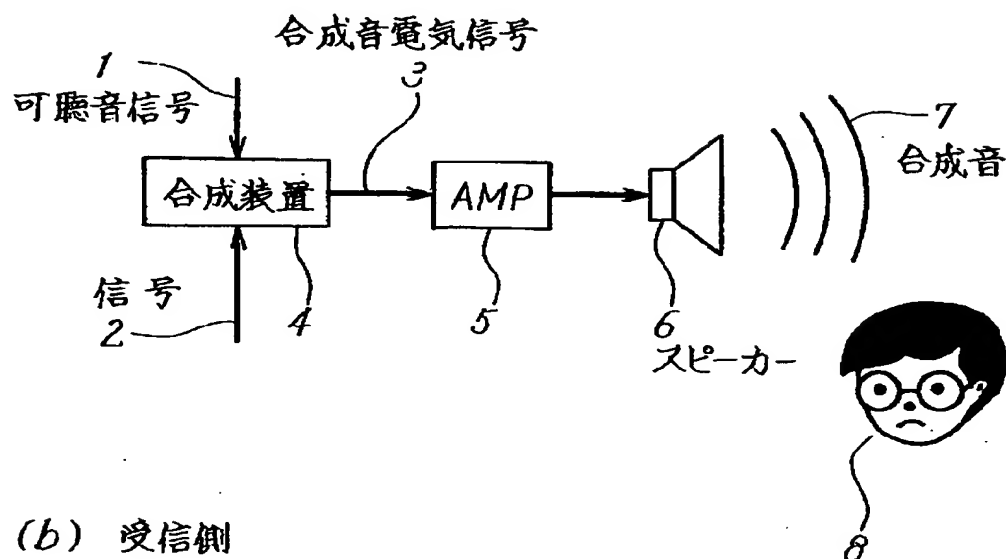 合成音電気信号
1
3
可聴音信号
7
合成音
合成装置
AMP
信号
2
4
5
6
スピーカー
8
(b) 受信側